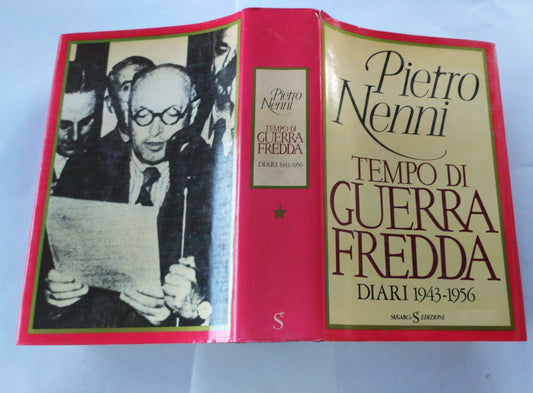 Pietro
Nenni
TEMPO DI
GUERRA
FREDDA
DIARI 1943-1956
S
Pietro
Nenni
TEMPO DI
GUERRA
FREDDA
DIARI 1943-1956
SUGARCo EDIZIONI